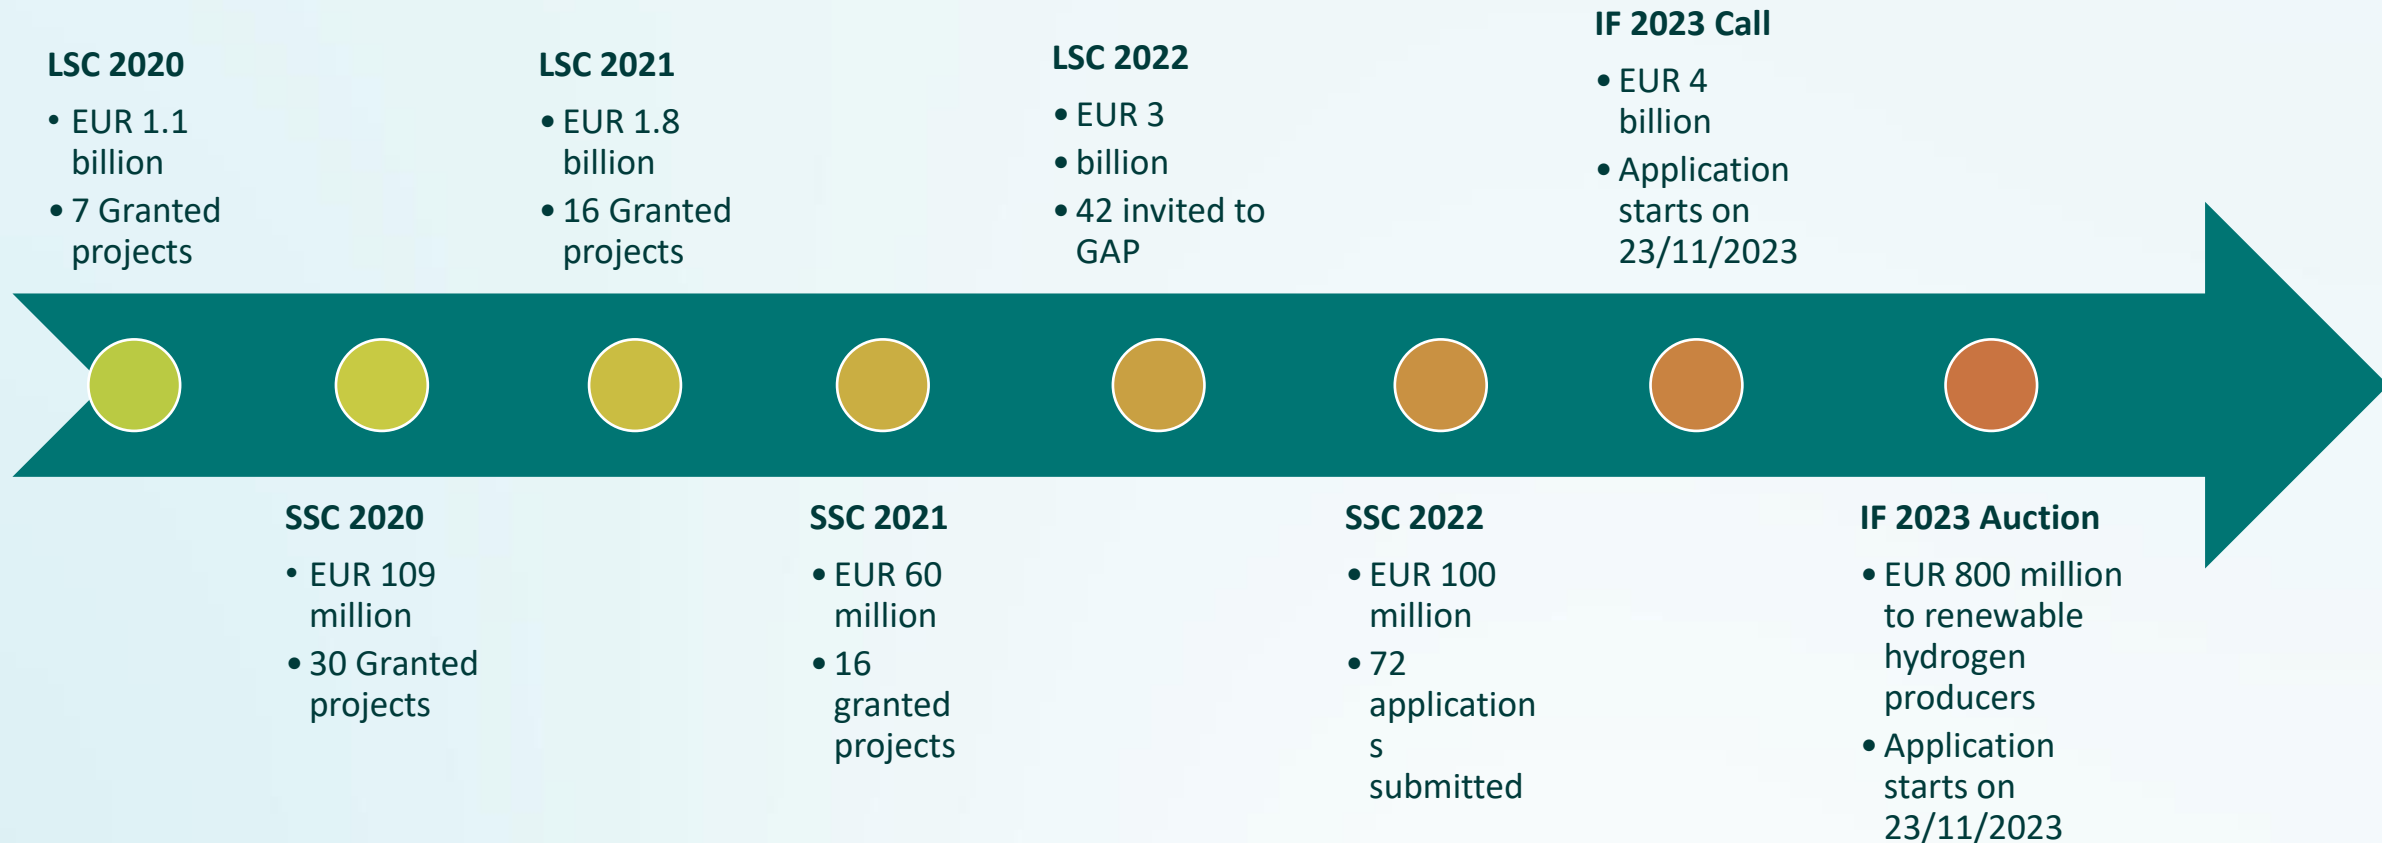 LSC 2020
• EUR 1.1
billion
• 7 Granted
projects
SSC 2020
• EUR 109
million
• 30 Granted
projects
LSC 2021
• EUR 1.8
billion
• 16 Granted
projects
SSC 2021
• EUR 60
million
• 16
granted
projects
LSC 2022
• EUR 3
• billion
• 42 invited to
GAP
SSC 2022
• EUR 100
million
• 72
application
s
submitted
IF 2023 Call
• EUR 4
billion
• Application
starts on
23/11/2023
IF 2023 Auction
• EUR 800 million
to renewable
hydrogen
producers
• Application
starts on
23/11/2023